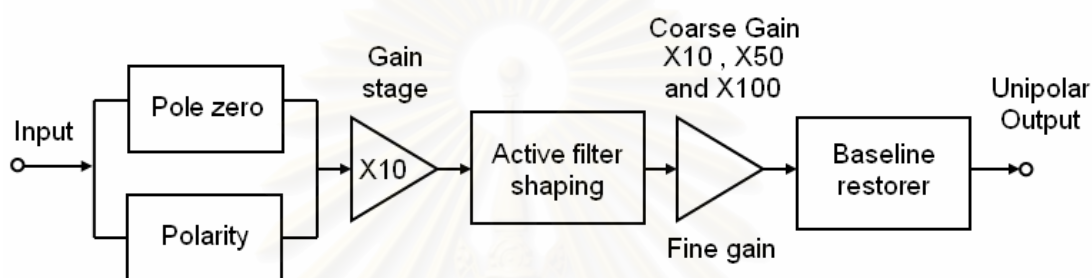 Input
Pole zero
Polarity
Gain
stage
X10
Active filter
shaping
Coarse Gain
X10 , X50
and X100
Fine gain
Baseline
restorer
Unipolar
Output